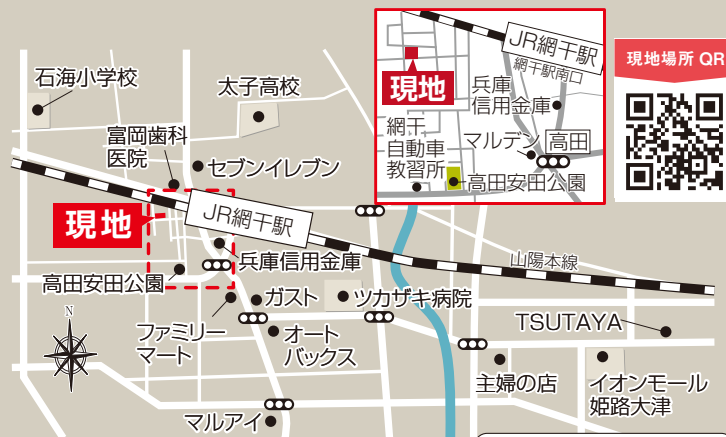 石海小学校
太子高校
富岡歯科
医院
セブンイレブン
現地
JR網干駅
兵庫信用金庫
高田安田公園
山陽本線
ガスト
ツカザキ病院
ファミリー
マート
オート
バックス
TSUTAYA
主婦の店
イオンモール
姫路大津
マルアイ
N
JR網干駅
網干駅南口
現地
兵庫
信用金庫
網干
自動車
教習所
マルデン
高田
高田安田公園
現地場所 QR